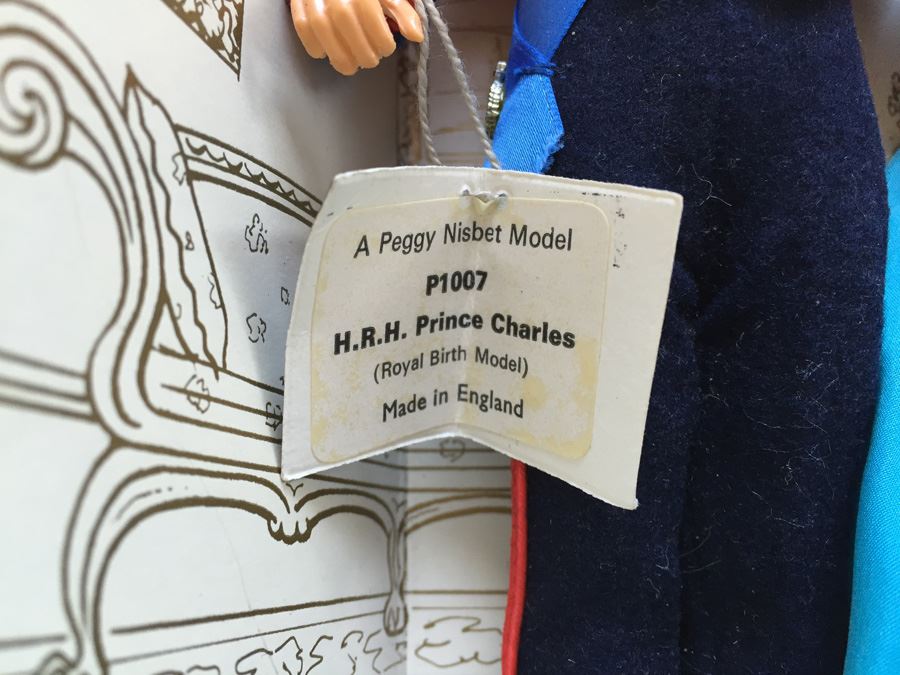 A Peggy Nisbet Model
P1007
H.R.H. Prince Charles
(Royal Birth Model)
Made in England